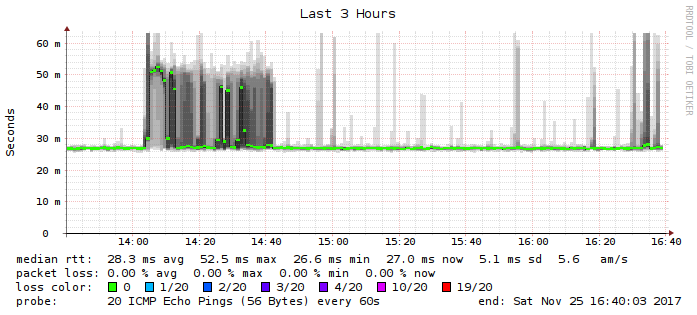 Last 3 Hours
RRDTOOL / TOBI OETIKER
Seconds
60 m
50 m
40 m
30 m
20 m
10 m
0
14:00 14:20 14:40 15:00 15:20 15:40 16:00 16:20 16:40
median rtt: 28.3 ms avg 52.5 ms max 26.6 ms min 27.0 ms now 5.1 ms sd 5.6 am/s
packet loss: 0.00 % avg 0.00 % max 0.00 % min 0.00 % now
loss color: 0 1/20 2/20 3/20 4/20 10/20 19/20
probe: 20 ICMP Echo Pings (56 Bytes) every 60s end: Sat Nov 25 16:40:03 2017